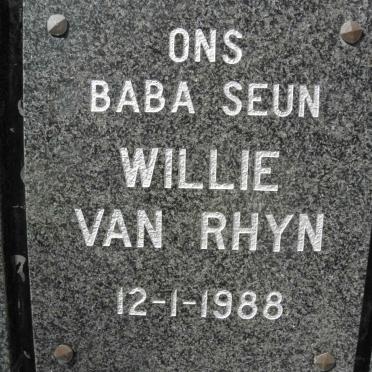 ONS
BABA SEUN
WILLIE
VAN RHYN
12-1-1988